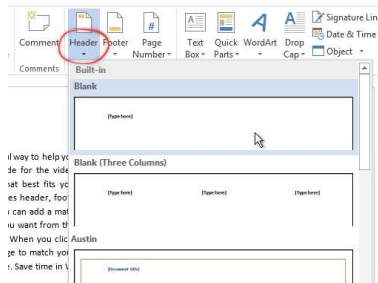 Comment Header Footer Page Number Text Box Quick Parts WordArt Drop Cap Signature Lin
Date & Time
Object
Comments
Built-in
Blank
[Type here]
Blank (Three Columns)
[Type here] [Type here] [Type here]
Austin
[Document title]
l way to help yo
de for the vide
hat best fits yo
es header, foo
can add a mat
u want from th
When you clic
ge to match you
. Save time in W